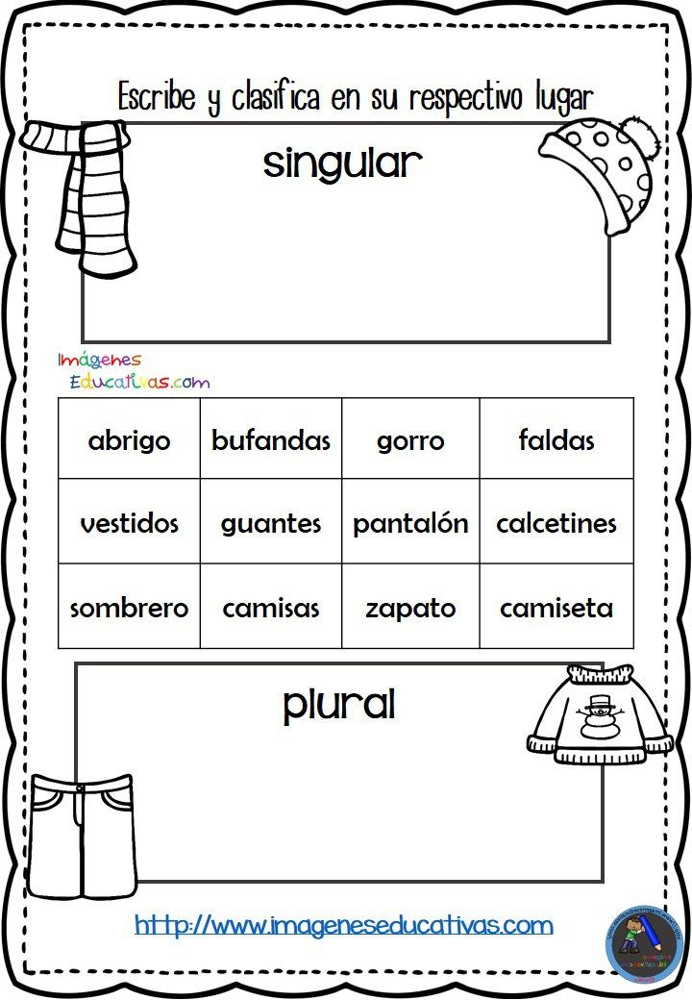 Escribe y clasifica en su respectivo lugar
singular
Imágenes
Educativas.com
abrigo bufandas gorro faldas
vestidos guantes pantalón calcetines
sombrero camisas zapato camiseta
plural
http://www.imageneseducativas.com